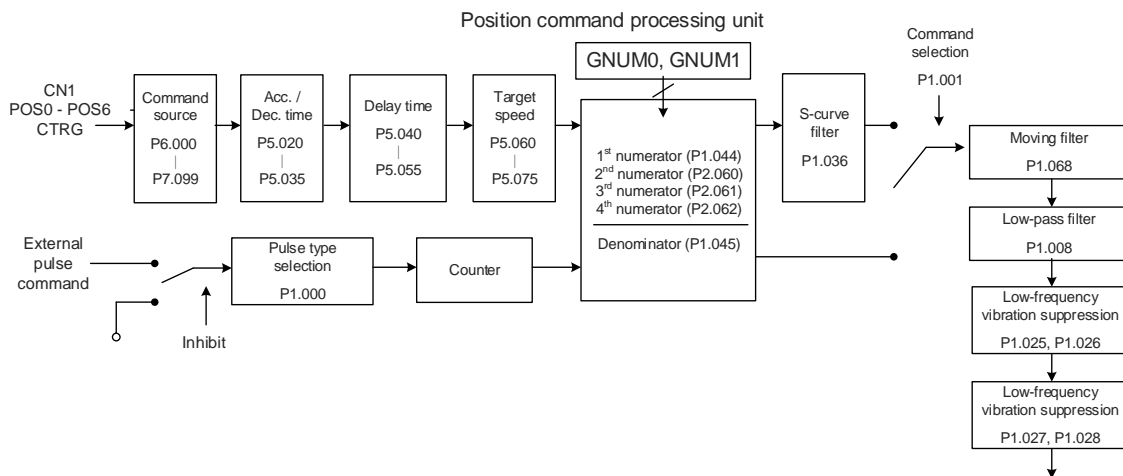 Position command processing unit
GNUM0, GNUM1
Command
selection
P1.001
CN1
POS0 - POS6
CTRG
Command
source
P6.000
P7.099
Acc. /
Dec. time
P5.020
P5.035
Delay time
P5.040
P5.055
Target
speed
P5.060
P5.075
1st numerator (P1.044)
2nd numerator (P2.060)
3rd numerator (P2.061)
4th numerator (P2.062)
Denominator (P1.045)
S-curve
filter
P1.036
Moving filter
P1.068
Low-pass filter
P1.008
Low-frequency
vibration suppression
P1.025, P1.026
Low-frequency
vibration suppression
P1.027, P1.028
External
pulse
command
Inhibit
Pulse type
selection
P1.000
Counter